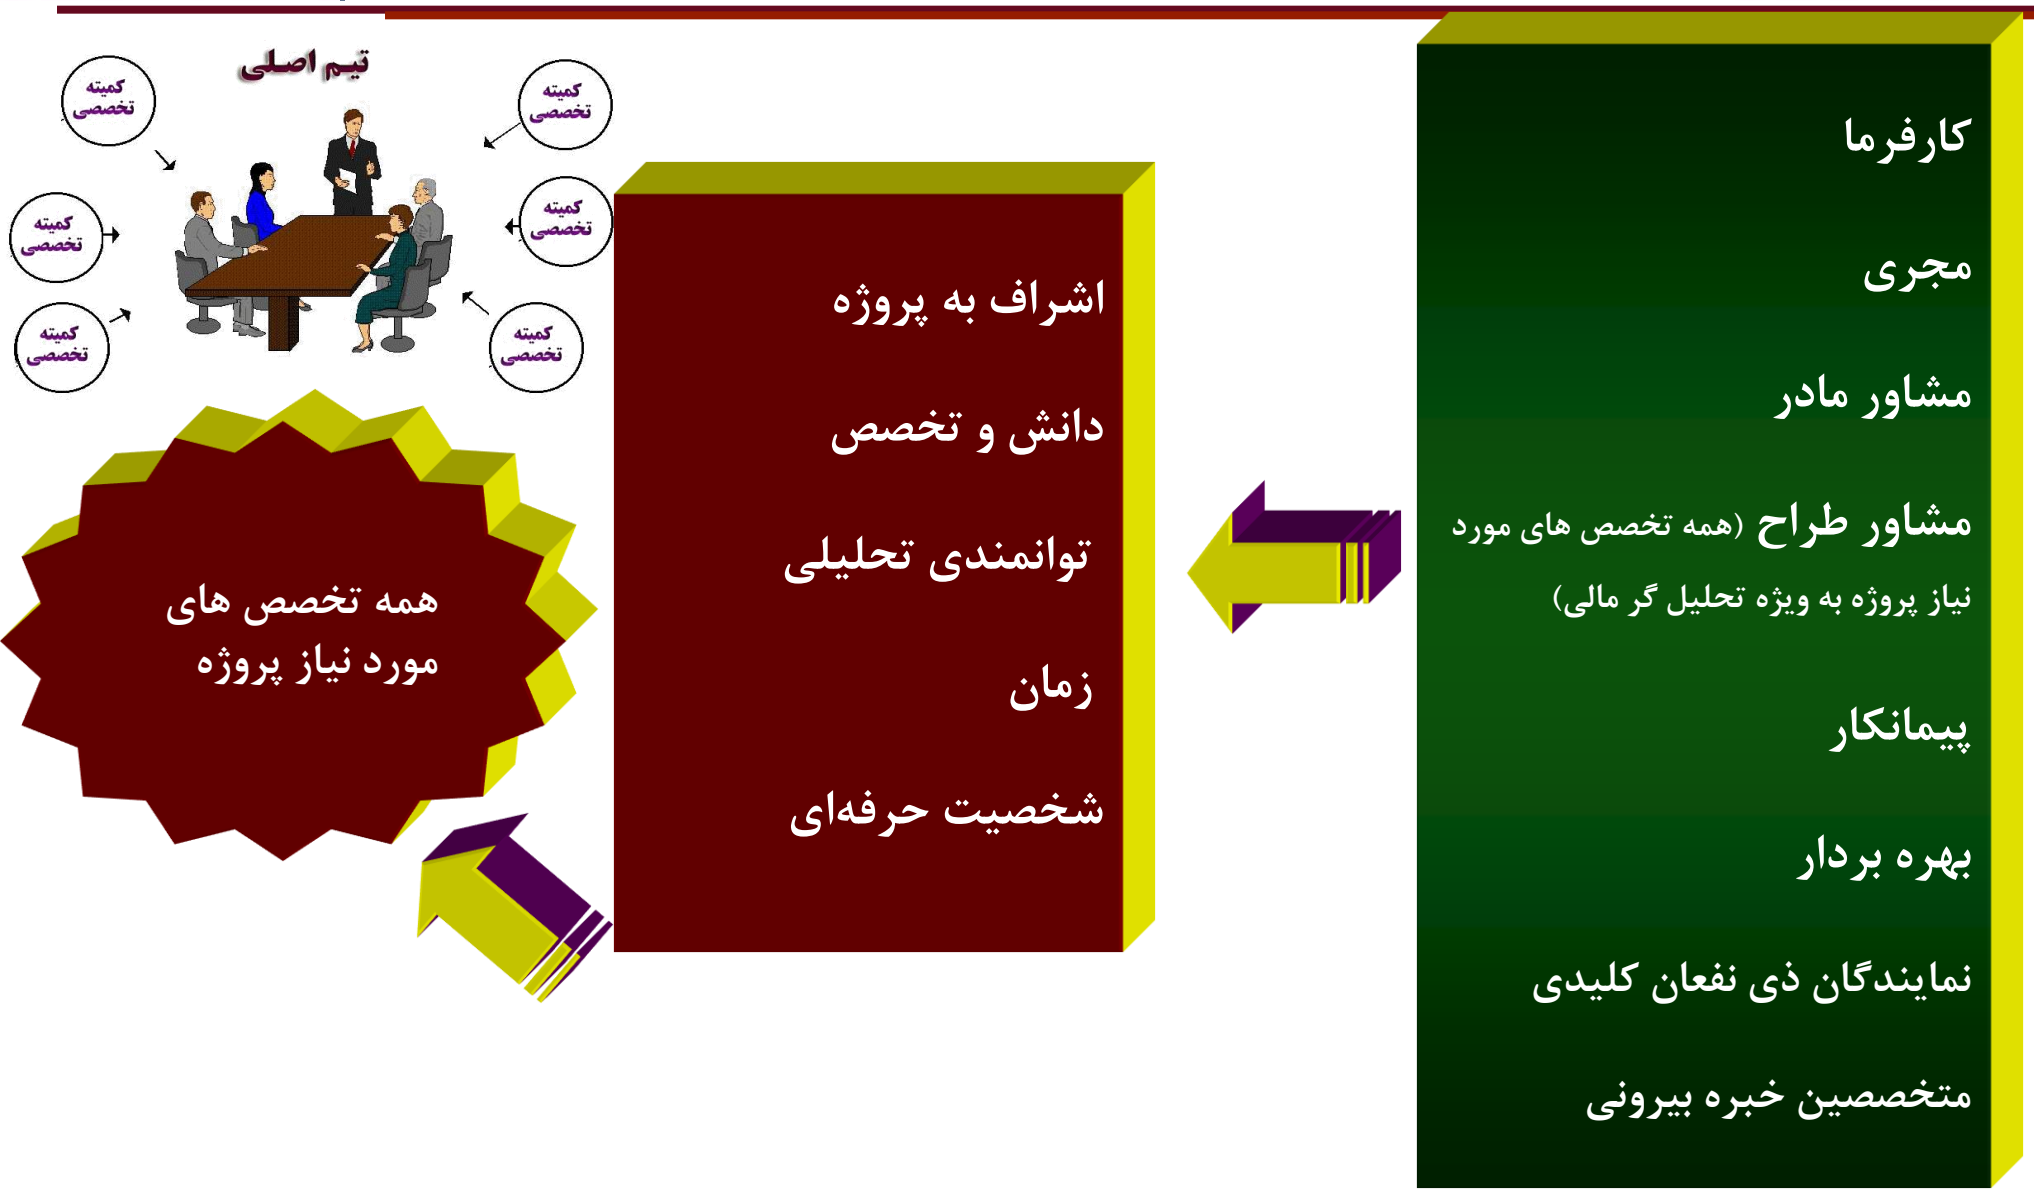 کارفرما
مجری
مشاور مادر
مشاور طراح (همه تخصص های مورد
نیاز پروژه به ویژه تحلیل گر مالی)
پیمانکار
بهره بردار
نمایندگان ذی نفعان کلیدی
متخصصین خبره بیرونی
اشراف به پروژه
دانش و تخصص
توانمندی تحلیلی
زمان
شخصیت حرفه‌ای
تیم اصلی
کمیته
تخصصی
کمیته
تخصصی
کمیته
تخصصی
کمیته
تخصصی
کمیته
تخصصی
کمیته
تخصصی
همه تخصص های
مورد نیاز پروژه